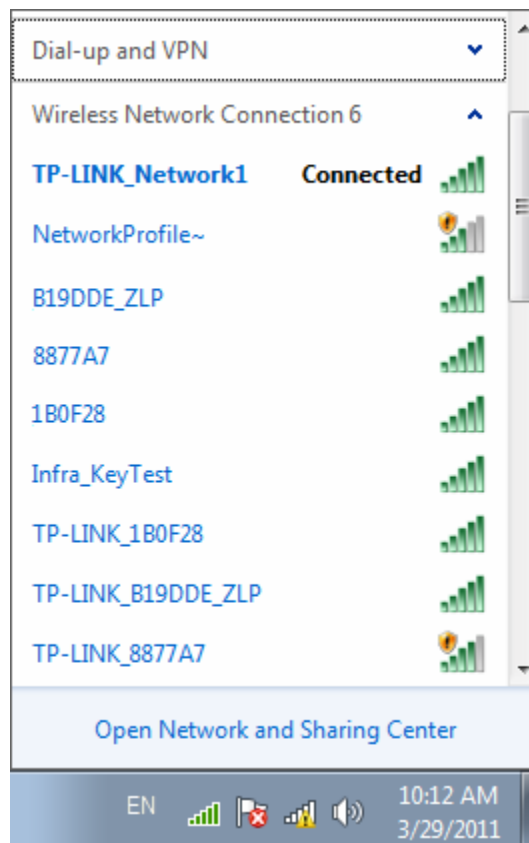 Dial-up and VPN
Wireless Network Connection 6
TP-LINK_Network1 Connected
NetworkProfile~
B19DDE_ZLP
8877A7
1B0F28
Infra_KeyTest
TP-LINK_1B0F28
TP-LINK_B19DDE_ZLP
TP-LINK_8877A7
Open Network and Sharing Center
EN
10:12 AM
3/29/2011